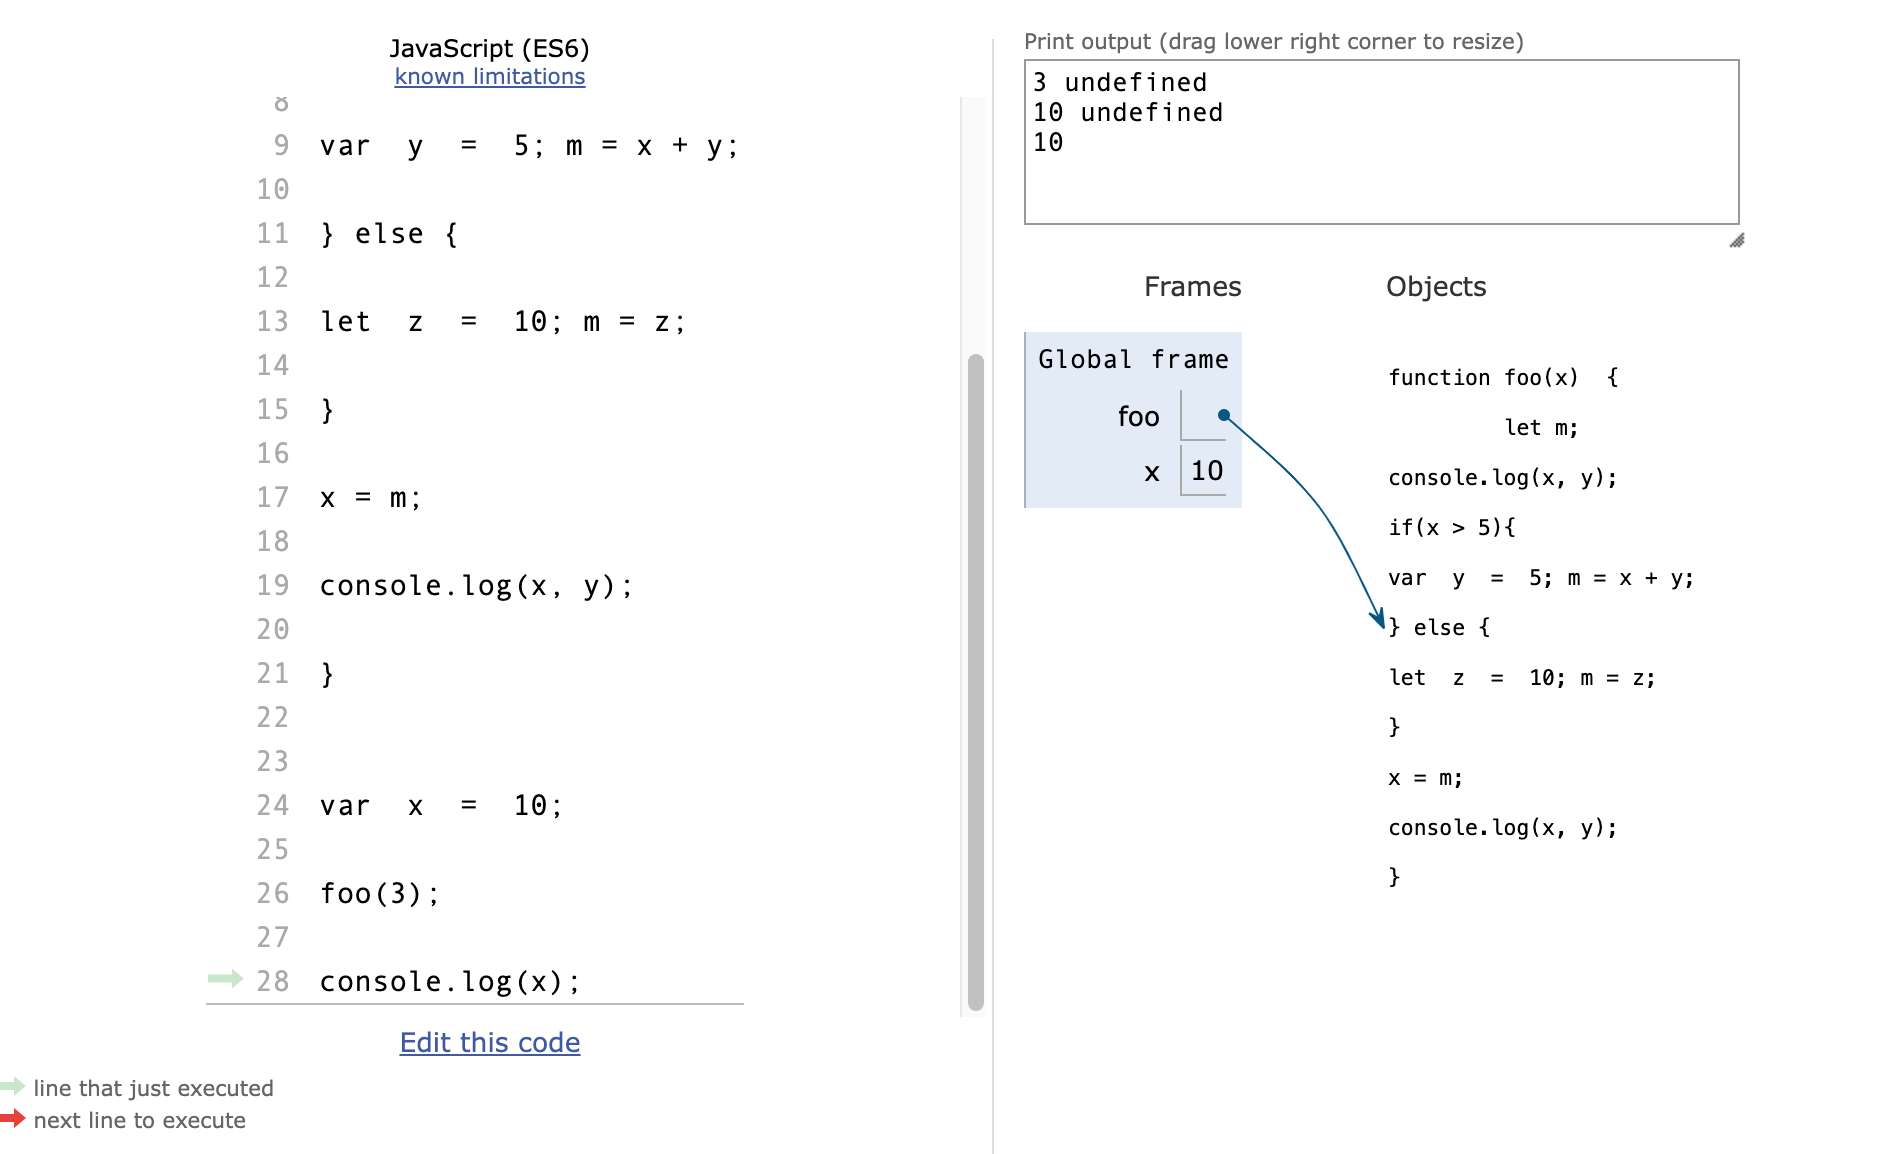 JavaScript (ES6)
known limitations
8
9 var  y  =  5; m = x + y;
10
11 } else {
12
13 let  z  =  10; m = z;
14
15 }
16
17 x = m;
18
19 console.log(x, y);
20
21 }
22
23
24 var  x  =  10;
25
26 foo(3);
27
28 console.log(x);
Edit this code
line that just executed
next line to execute
Print output (drag lower right corner to resize)
3 undefined
10 undefined
10
Frames
Objects
Global frame
foo
x 10
function foo(x)  {
let m;
console.log(x, y);
if(x > 5){
var  y  =  5; m = x + y;
} else {
let  z  =  10; m = z;
}
x = m;
console.log(x, y);
}